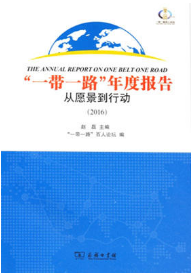 THE ANNUAL REPORT ON ONE BELT ONE ROAD
“一带一路”年度报告
从愿景到行动
(2016)
赵磊 主编
“一带一路”百人论坛 编
商务印书馆